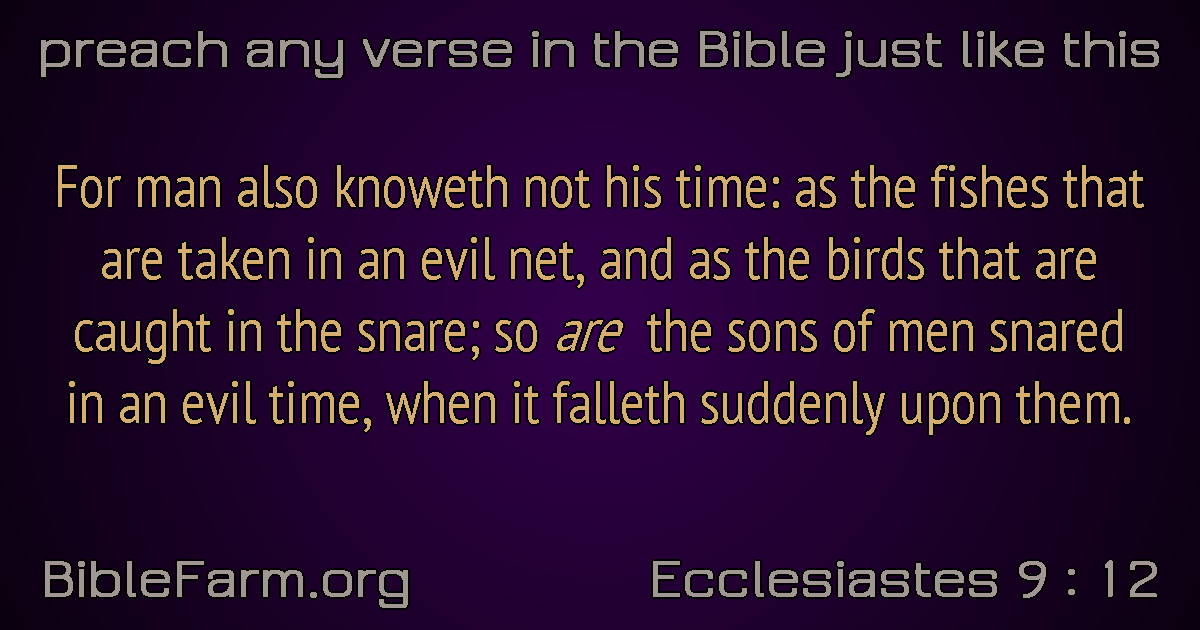 preach any verse in the Bible just like this
For man also knoweth not his time: as the fishes that
are taken in an evil net, and as the birds that are
caught in the snare; so are the sons of men snared
in an evil time, when it falleth suddenly upon them.
BibleFarm.org
Ecclesiastes 9 : 12